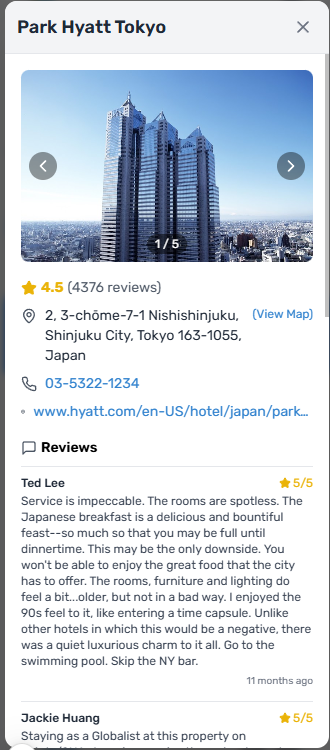 Park Hyatt Tokyo
1 / 5
4.5 (4376 reviews)
2, 3-chōme-7-1 Nishishinjuku, (View Map)
Shinjuku City, Tokyo 163-1055,
Japan
03-5322-1234
www.hyatt.com/en-US/hotel/japan/park...
Reviews
Ted Lee 5/5
Service is impeccable. The rooms are spotless. The
Japanese breakfast is a delicious and bountiful
feast--so much so that you may be full until
dinnertime. This may be the only downside. You
won't be able to enjoy the great food that the city
has to offer. The rooms, furniture and lighting do
feel a bit...older, but not in a bad way. I enjoyed the
90s feel to it, like entering a time capsule. Unlike
other hotels in which this would be a negative, there
was a quiet luxurious charm to it all. Go to the
swimming pool. Skip the NY bar.
11 months ago
Jackie Huang 5/5
Staying as a Globalist at this property on